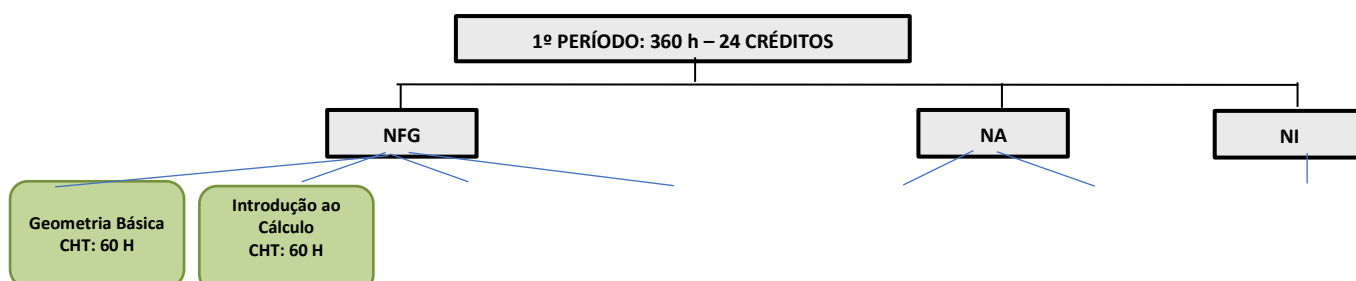 1º PERÍODO: 360 h – 24 CRÉDITOS
NFG
NA
NI
Geometria Básica
CHT: 60 H
Introdução ao
Cálculo
CHT: 60 H